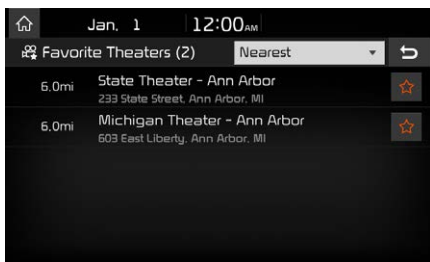 Jan. 1 12:00AM
Favorite Theaters (2) Nearest
6.0mi State Theater - Ann Arbor
233 State Street, Ann Arbor, MI
6.0mi Michigan Theater - Ann Arbor
603 East Liberty, Ann Arbor, MI